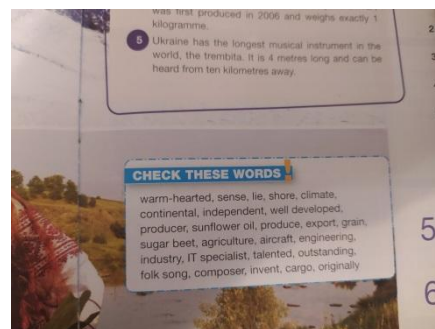 was first produced in 2006 and weighs exactly 1
kilogramme.
5 Ukraine has the longest musical instrument in the
world, the trembita. It is 4 metres long and can be
heard from ten kilometres away.
CHECK THESE WORDS
warm-hearted, sense, lie, shore, climate,
continental, independent, well developed,
producer, sunflower oil, produce, export, grain,
sugar beet, agriculture, aircraft, engineering,
industry, IT specialist, talented, outstanding,
folk song, composer, invent, cargo, originally
2
3
5
6